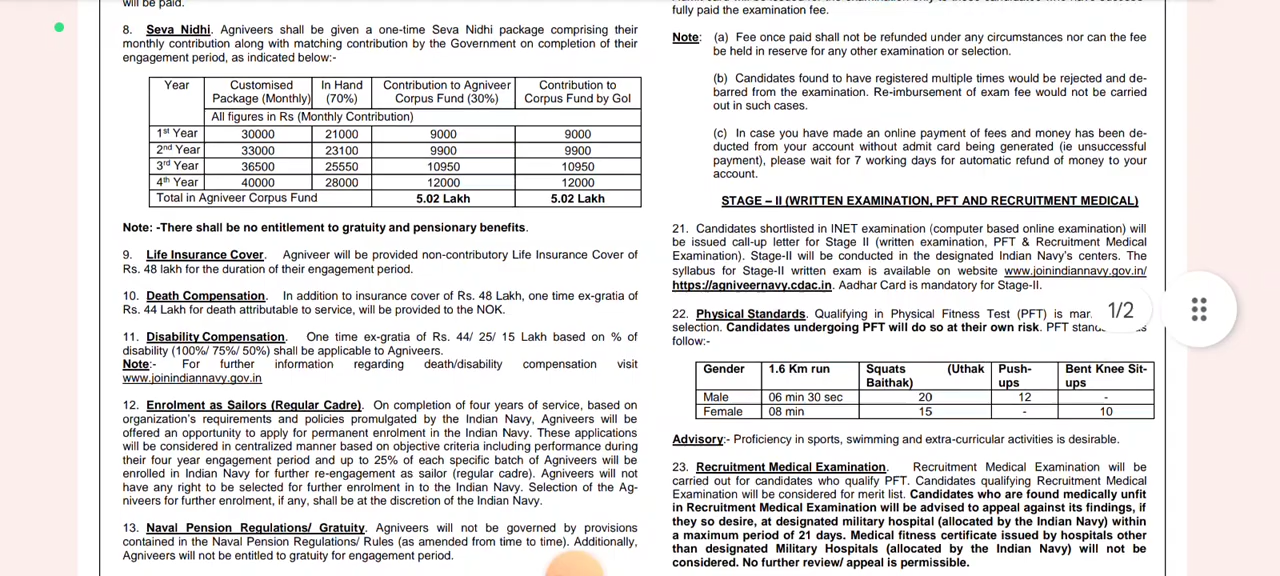 will be paid.
8. Seva Nidhi. Agniveers shall be given a one-time Seva Nidhi package comprising their
monthly contribution along with matching contribution by the Government on completion of their
engagement period, as indicated below:-
Year Customised Package (Monthly) In Hand (70%) Contribution to Agniveer Corpus Fund (30%) Contribution to Corpus Fund by GoI
All figures in Rs (Monthly Contribution)
1st Year 30000 21000 9000 9000
2nd Year 33000 23100 9900 9900
3rd Year 36500 25550 10950 10950
4th Year 40000 28000 12000 12000
Total in Agniveer Corpus Fund 5.02 Lakh 5.02 Lakh
Note: -There shall be no entitlement to gratuity and pensionary benefits.
9. Life Insurance Cover. Agniveer will be provided non-contributory Life Insurance Cover of
Rs. 48 lakh for the duration of their engagement period.
10. Death Compensation. In addition to insurance cover of Rs. 48 Lakh, one time ex-gratia of
Rs. 44 Lakh for death attributable to service, will be provided to the NOK.
11. Disability Compensation. One time ex-gratia of Rs. 44/ 25/ 15 Lakh based on % of
disability (100%/ 75%/ 50%) shall be applicable to Agniveers.
Note:- For further information regarding death/disability compensation visit
www.joinindiannavy.gov.in
12. Enrolment as Sailors (Regular Cadre). On completion of four years of service, based on
organization's requirements and policies promulgated by the Indian Navy, Agniveers will be
offered an opportunity to apply for permanent enrolment in the Indian Navy. These applications
will be considered in centralized manner based on objective criteria including performance during
their four year engagement period and up to 25% of each specific batch of Agniveers will be
enrolled in Indian Navy for further re-engagement as sailor (regular cadre). Agniveers will not
have any right to be selected for further enrolment in to the Indian Navy. Selection of the Ag-
niveers for further enrolment, if any, shall be at the discretion of the Indian Navy.
13. Naval Pension Regulations/ Gratuity. Agniveers will not be governed by provisions
contained in the Naval Pension Regulations/ Rules (as amended from time to time). Additionally,
Agniveers will not be entitled to gratuity for engagement period.
fully paid the examination fee.
Note: (a) Fee once paid shall not be refunded under any circumstances nor can the fee
be held in reserve for any other examination or selection.
(b) Candidates found to have registered multiple times would be rejected and de-
barred from the examination. Re-imbursement of exam fee would not be carried
out in such cases.
(c) In case you have made an online payment of fees and money has been de-
ducted from your account without admit card being generated (ie unsuccessful
payment), please wait for 7 working days for automatic refund of money to your
account.
STAGE – II (WRITTEN EXAMINATION, PFT AND RECRUITMENT MEDICAL)
21. Candidates shortlisted in INET examination (computer based online examination) will
be issued call-up letter for Stage II (written examination, PFT & Recruitment Medical
Examination). Stage-II will be conducted in the designated Indian Navy's centers. The
syllabus for Stage-II written exam is available on website www.joinindiannavy.gov.in/
https://agniveernavy.cdac.in. Aadhar Card is mandatory for Stage-II.
22. Physical Standards. Qualifying in Physical Fitness Test (PFT) is
selection. Candidates undergoing PFT will do so at their own risk. PFT
follow:-
1/2
Gender 1.6 Km run Squats (Uthak Baithak) Push-ups Bent Knee Sit-ups
Male 06 min 30 sec 20 12 -
Female 08 min 15 - 10
Advisory:- Proficiency in sports, swimming and extra-curricular activities is desirable.
23. Recruitment Medical Examination. Recruitment Medical Examination will be
carried out for candidates who qualify PFT. Candidates qualifying Recruitment Medical
Examination will be considered for merit list. Candidates who are found medically unfit
in Recruitment Medical Examination will be advised to appeal against its findings, if
they so desire, at designated military hospital (allocated by the Indian Navy) within
a maximum period of 21 days. Medical fitness certificate issued by hospitals other
than designated Military Hospitals (allocated by the Indian Navy) will not be
considered. No further review/ appeal is permissible.